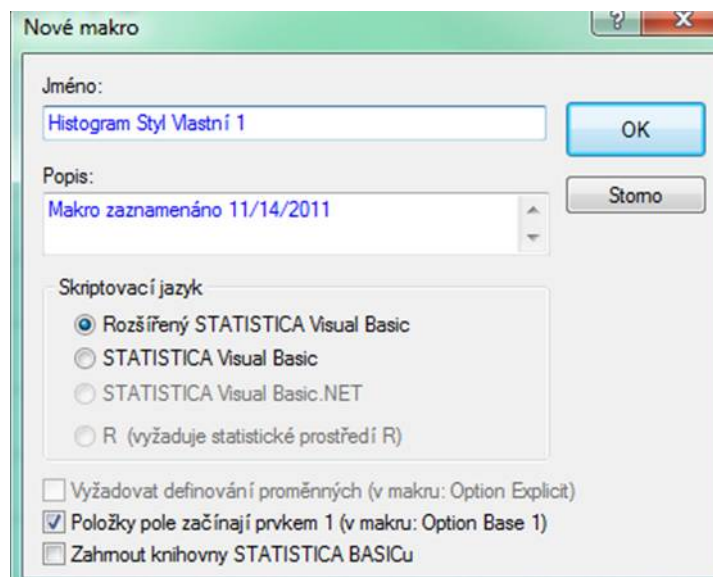 Nové makro
Jméno:
Histogram Styl Vlastní 1
OK
Popis:
Makro zaznamenáno 11/14/2011
Storno
Skriptovací jazyk
Rozšířený STATISTICA Visual Basic
STATISTICA Visual Basic
STATISTICA Visual Basic.NET
R (vyžaduje statistické prostředí R)
Vyžadovat definování proměnných (v makru: Option Explicit)
Položky pole začínají prvkem 1 (v makru: Option Base 1)
Zahrnout knihovny STATISTICA BASICu